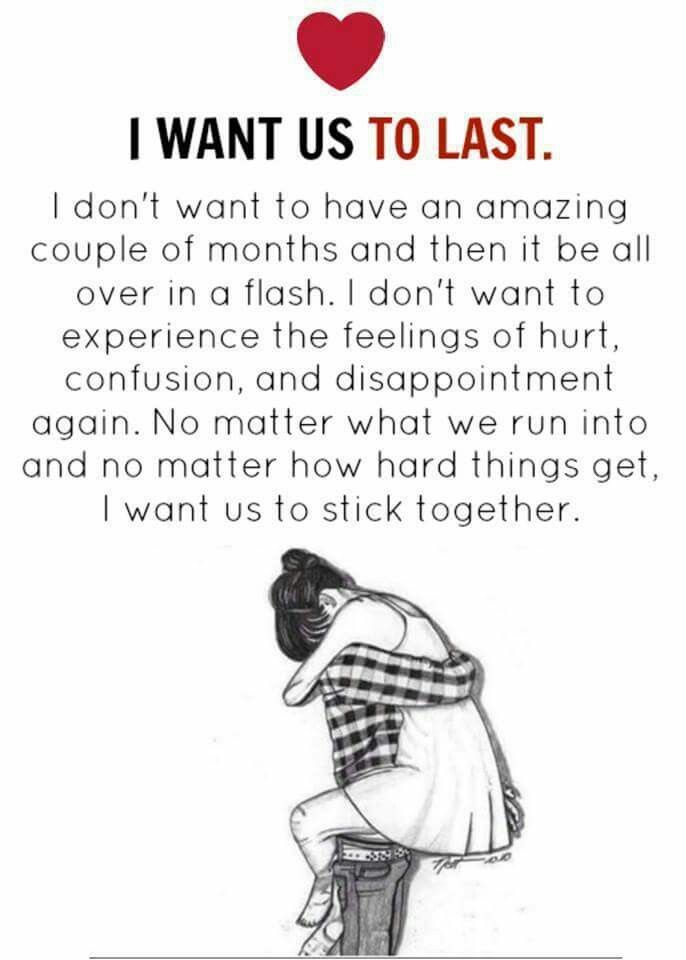 I WANT US TO LAST.
I don't want to have an amazing
couple of months and then it be all
over in a flash. I don't want to
experience the feelings of hurt,
confusion, and disappointment
again. No matter what we run into
and no matter how hard things get,
I want us to stick together.